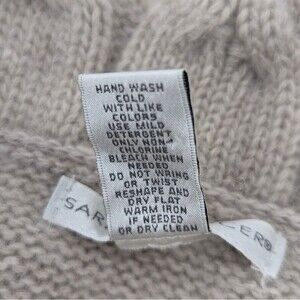 HAND WASH
COLD
WITH LIKE
COLORS
USE MILD
DETERGENT
ONLY NON-
CHLORINE
BLEACH WHEN
NEEDED
DO NOT WRING
OR TWIST
RESHAPE AND
DRY FLAT
WARM IRON
IF NEEDED
OR DRY CLEAN